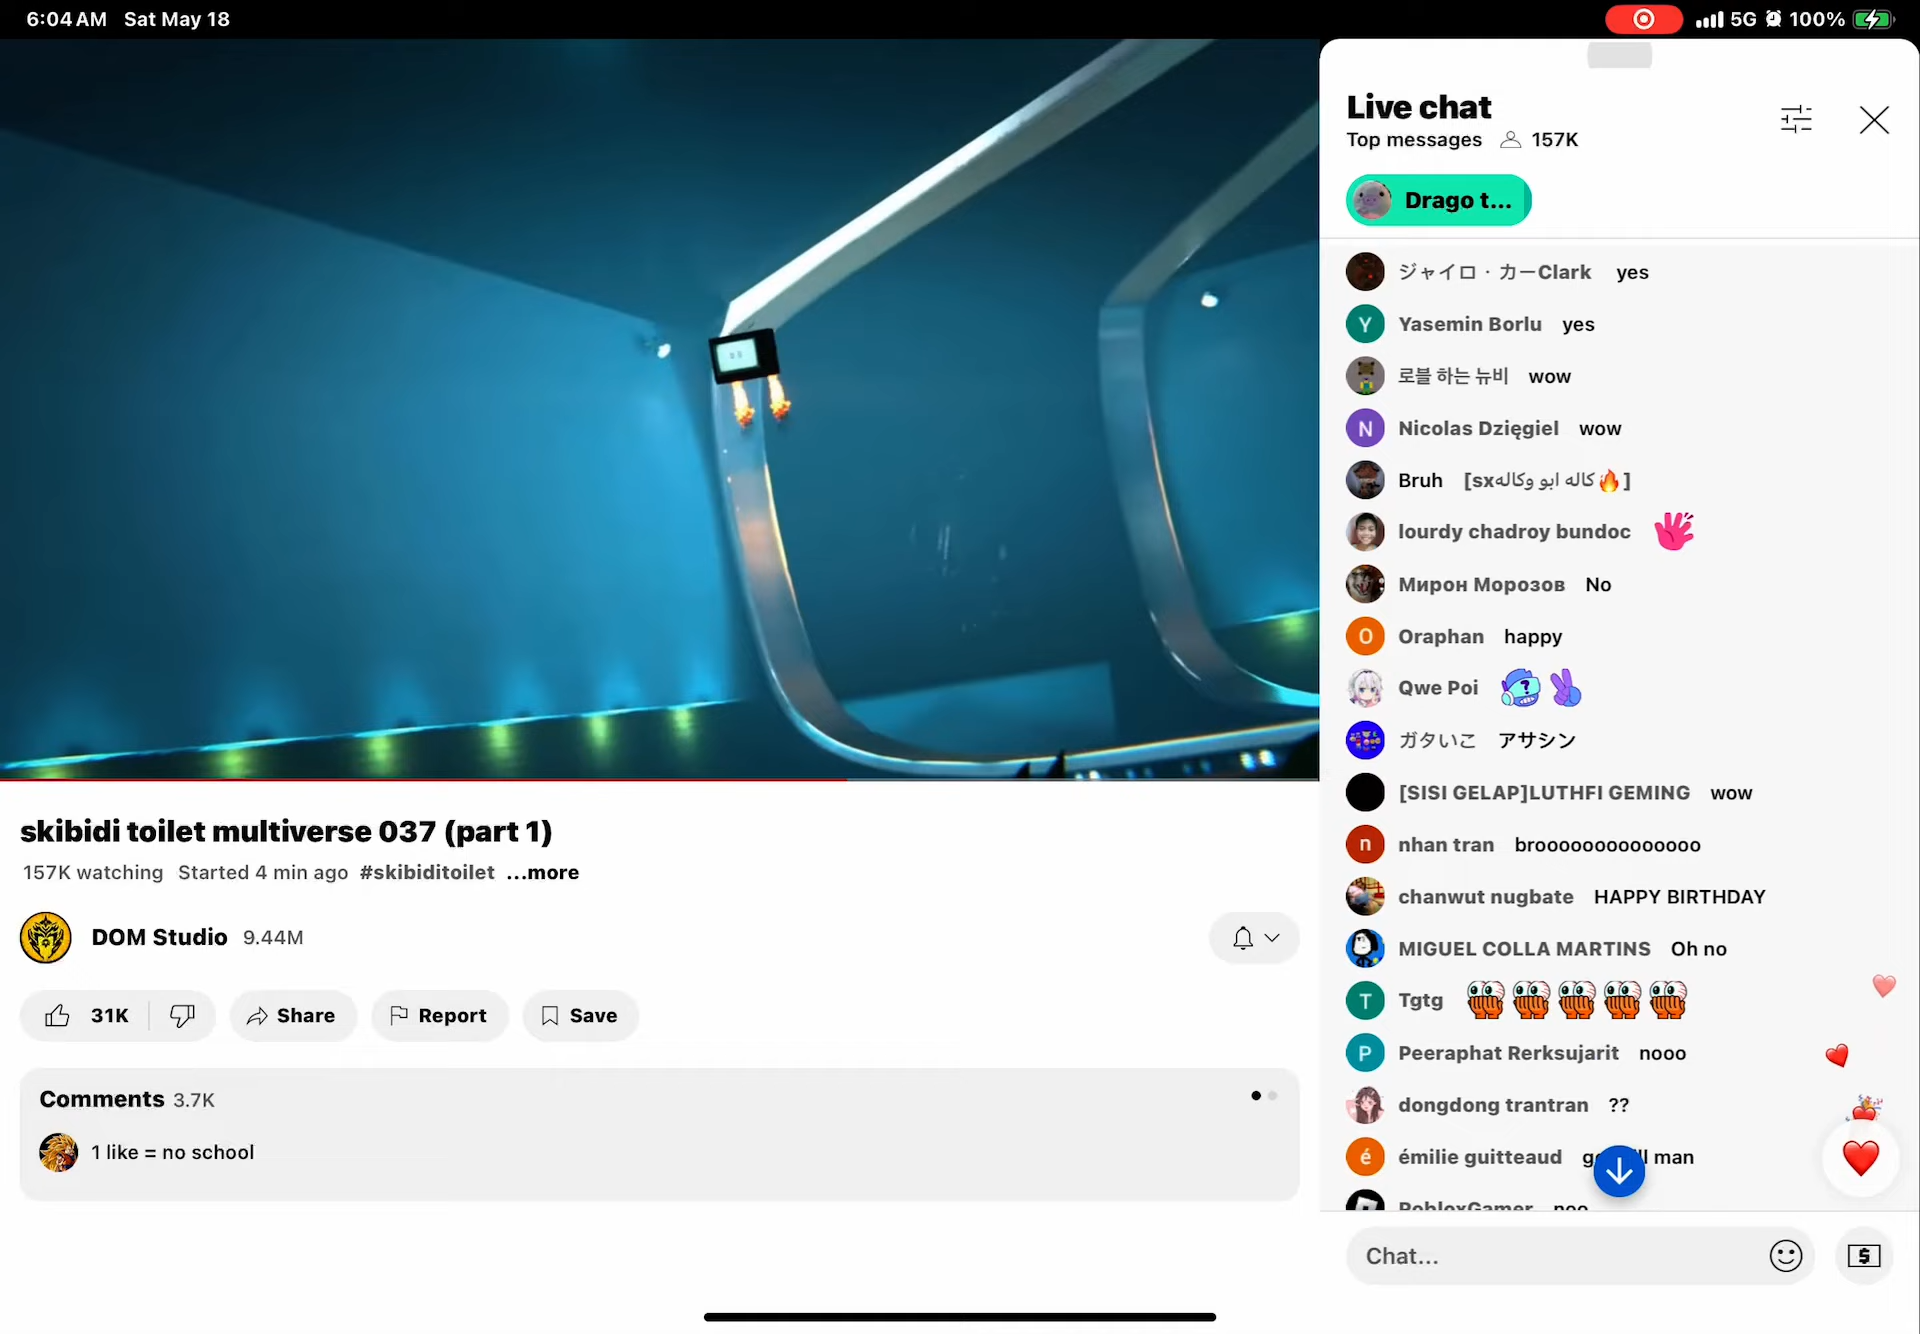 6:04 AM Sat May 18
5G 100%
Live chat
Top messages 157K
Drago t...
ジャイロ・カーClark yes
Y Yasemin Borlu yes
로블 하는 뉴비 wow
N Nicolas Dzięgiel wow
Bruh [sxكاله ابو وكاله🔥]
lourdy chadroy bundoc
Мирон Морозов No
O Oraphan happy
Qwe Poi
ガタいこ アサシン
[SISI GELAP]LUTHFI GEMING wow
n nhan tran broooooooooooooo
chanwut nugbate HAPPY BIRTHDAY
MIGUEL COLLA MARTINS Oh no
T Tgtg
P Peeraphat Rerksujarit nooo
dongdong trantran ??
é émilie guitteaud man
RobloxGamer noo
Chat...
skibidi toilet multiverse 037 (part 1)
157K watching Started 4 min ago #skibiditoilet ...more
DOM Studio 9.44M
31K Share Report Save
Comments 3.7K
1 like = no school